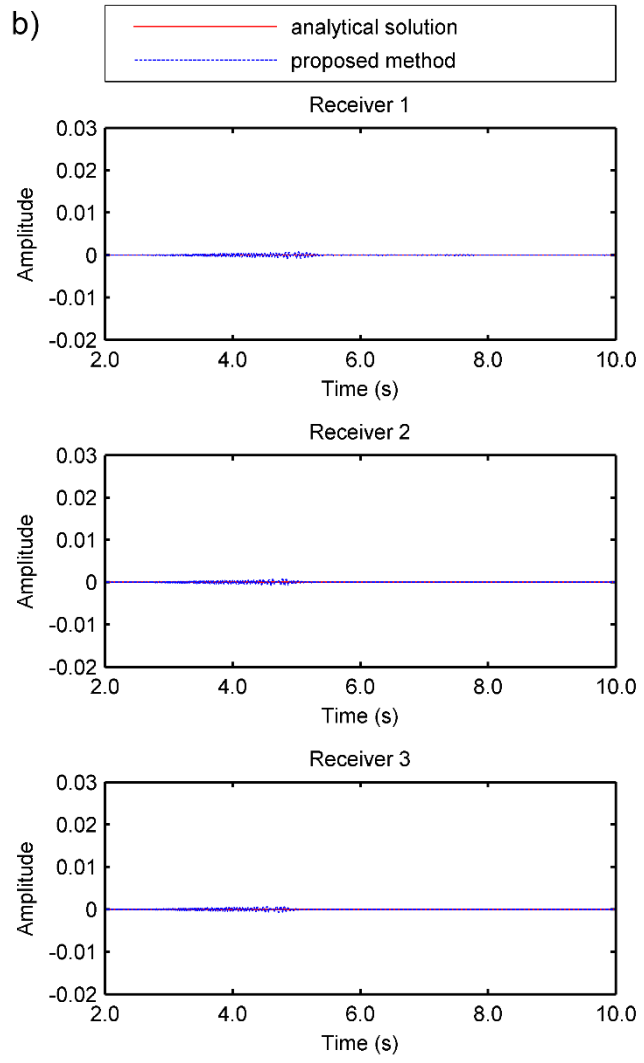 b)
analytical solution
proposed method
Receiver 1
0.03
0.02
0.01
0
-0.01
-0.02
Amplitude
2.0 4.0 6.0 8.0 10.0
Time (s)
Receiver 2
0.03
0.02
0.01
0
-0.01
-0.02
Amplitude
2.0 4.0 6.0 8.0 10.0
Time (s)
Receiver 3
0.03
0.02
0.01
0
-0.01
-0.02
Amplitude
2.0 4.0 6.0 8.0 10.0
Time (s)